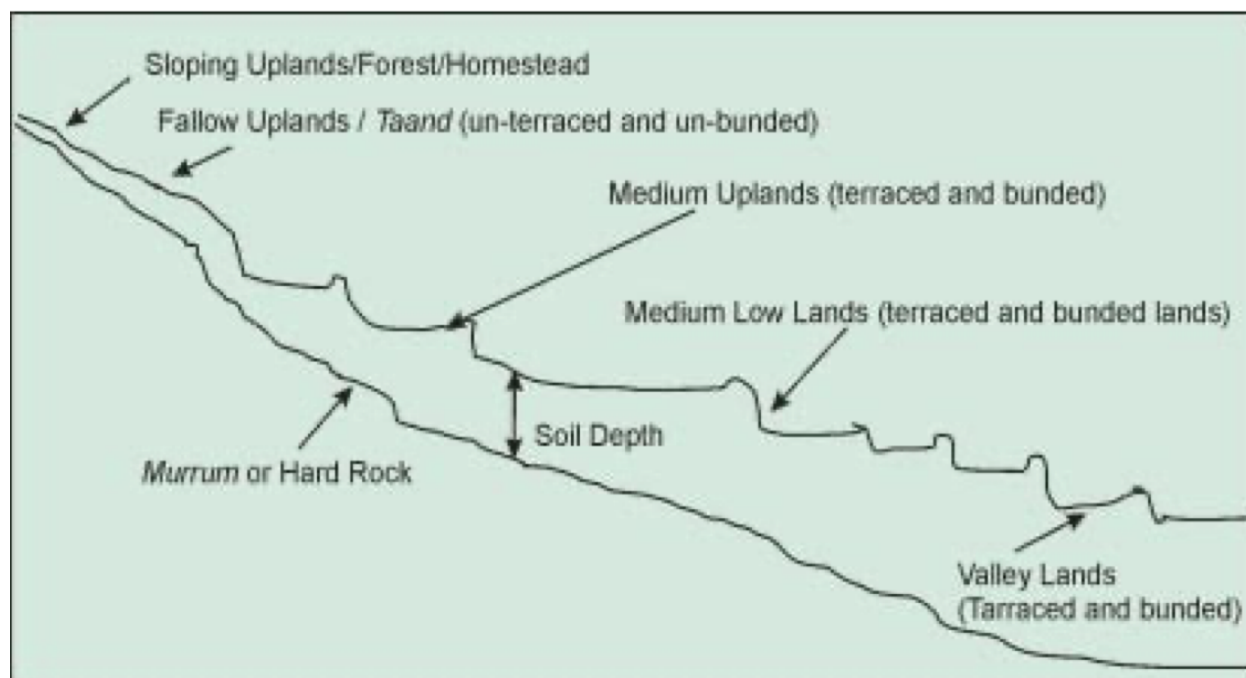 Sloping Uplands/Forest/Homestead
Fallow Uplands / Taand (un-terraced and un-bunded)
Medium Uplands (terraced and bunded)
Medium Low Lands (terraced and bunded lands)
Soil Depth
Murrum or Hard Rock
Valley Lands
(Tarraced and bunded)